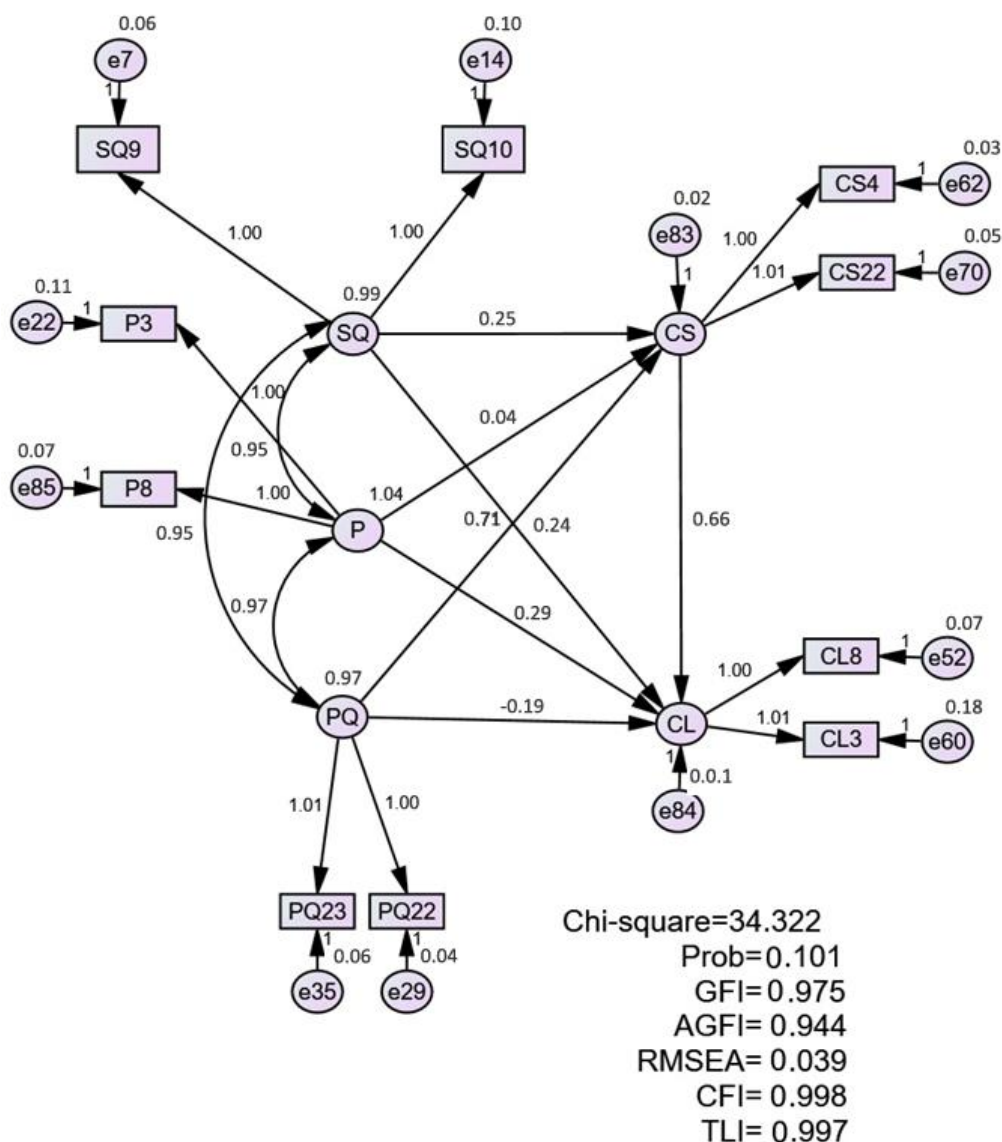 0.06
0.10
e7
e14
1
1
SQ9
SQ10
0.03
1
CS4
e62
0.02
e83
1.00
1.00
1.00
0.05
1
CS22
e70
1.01
1
0.11
1
e22
P3
0.99
SQ
0.25
CS
1.00
0.04
0.95
0.07
1
e85
P8
1.00
1.04
P
0.95
0.71
0.24
0.66
0.97
0.29
0.07
1
CL8
e52
1.00
0.97
PQ
-0.19
CL
0.18
1
1.01
CL3
e60
1
0.0.1
e84
1.01
1.00
PQ23
PQ22
1
0.06
1
0.04
e35
e29
Chi-square=34.322
Prob=0.101
GFI= 0.975
AGFI= 0.944
RMSEA= 0.039
CFI= 0.998
TLI= 0.997